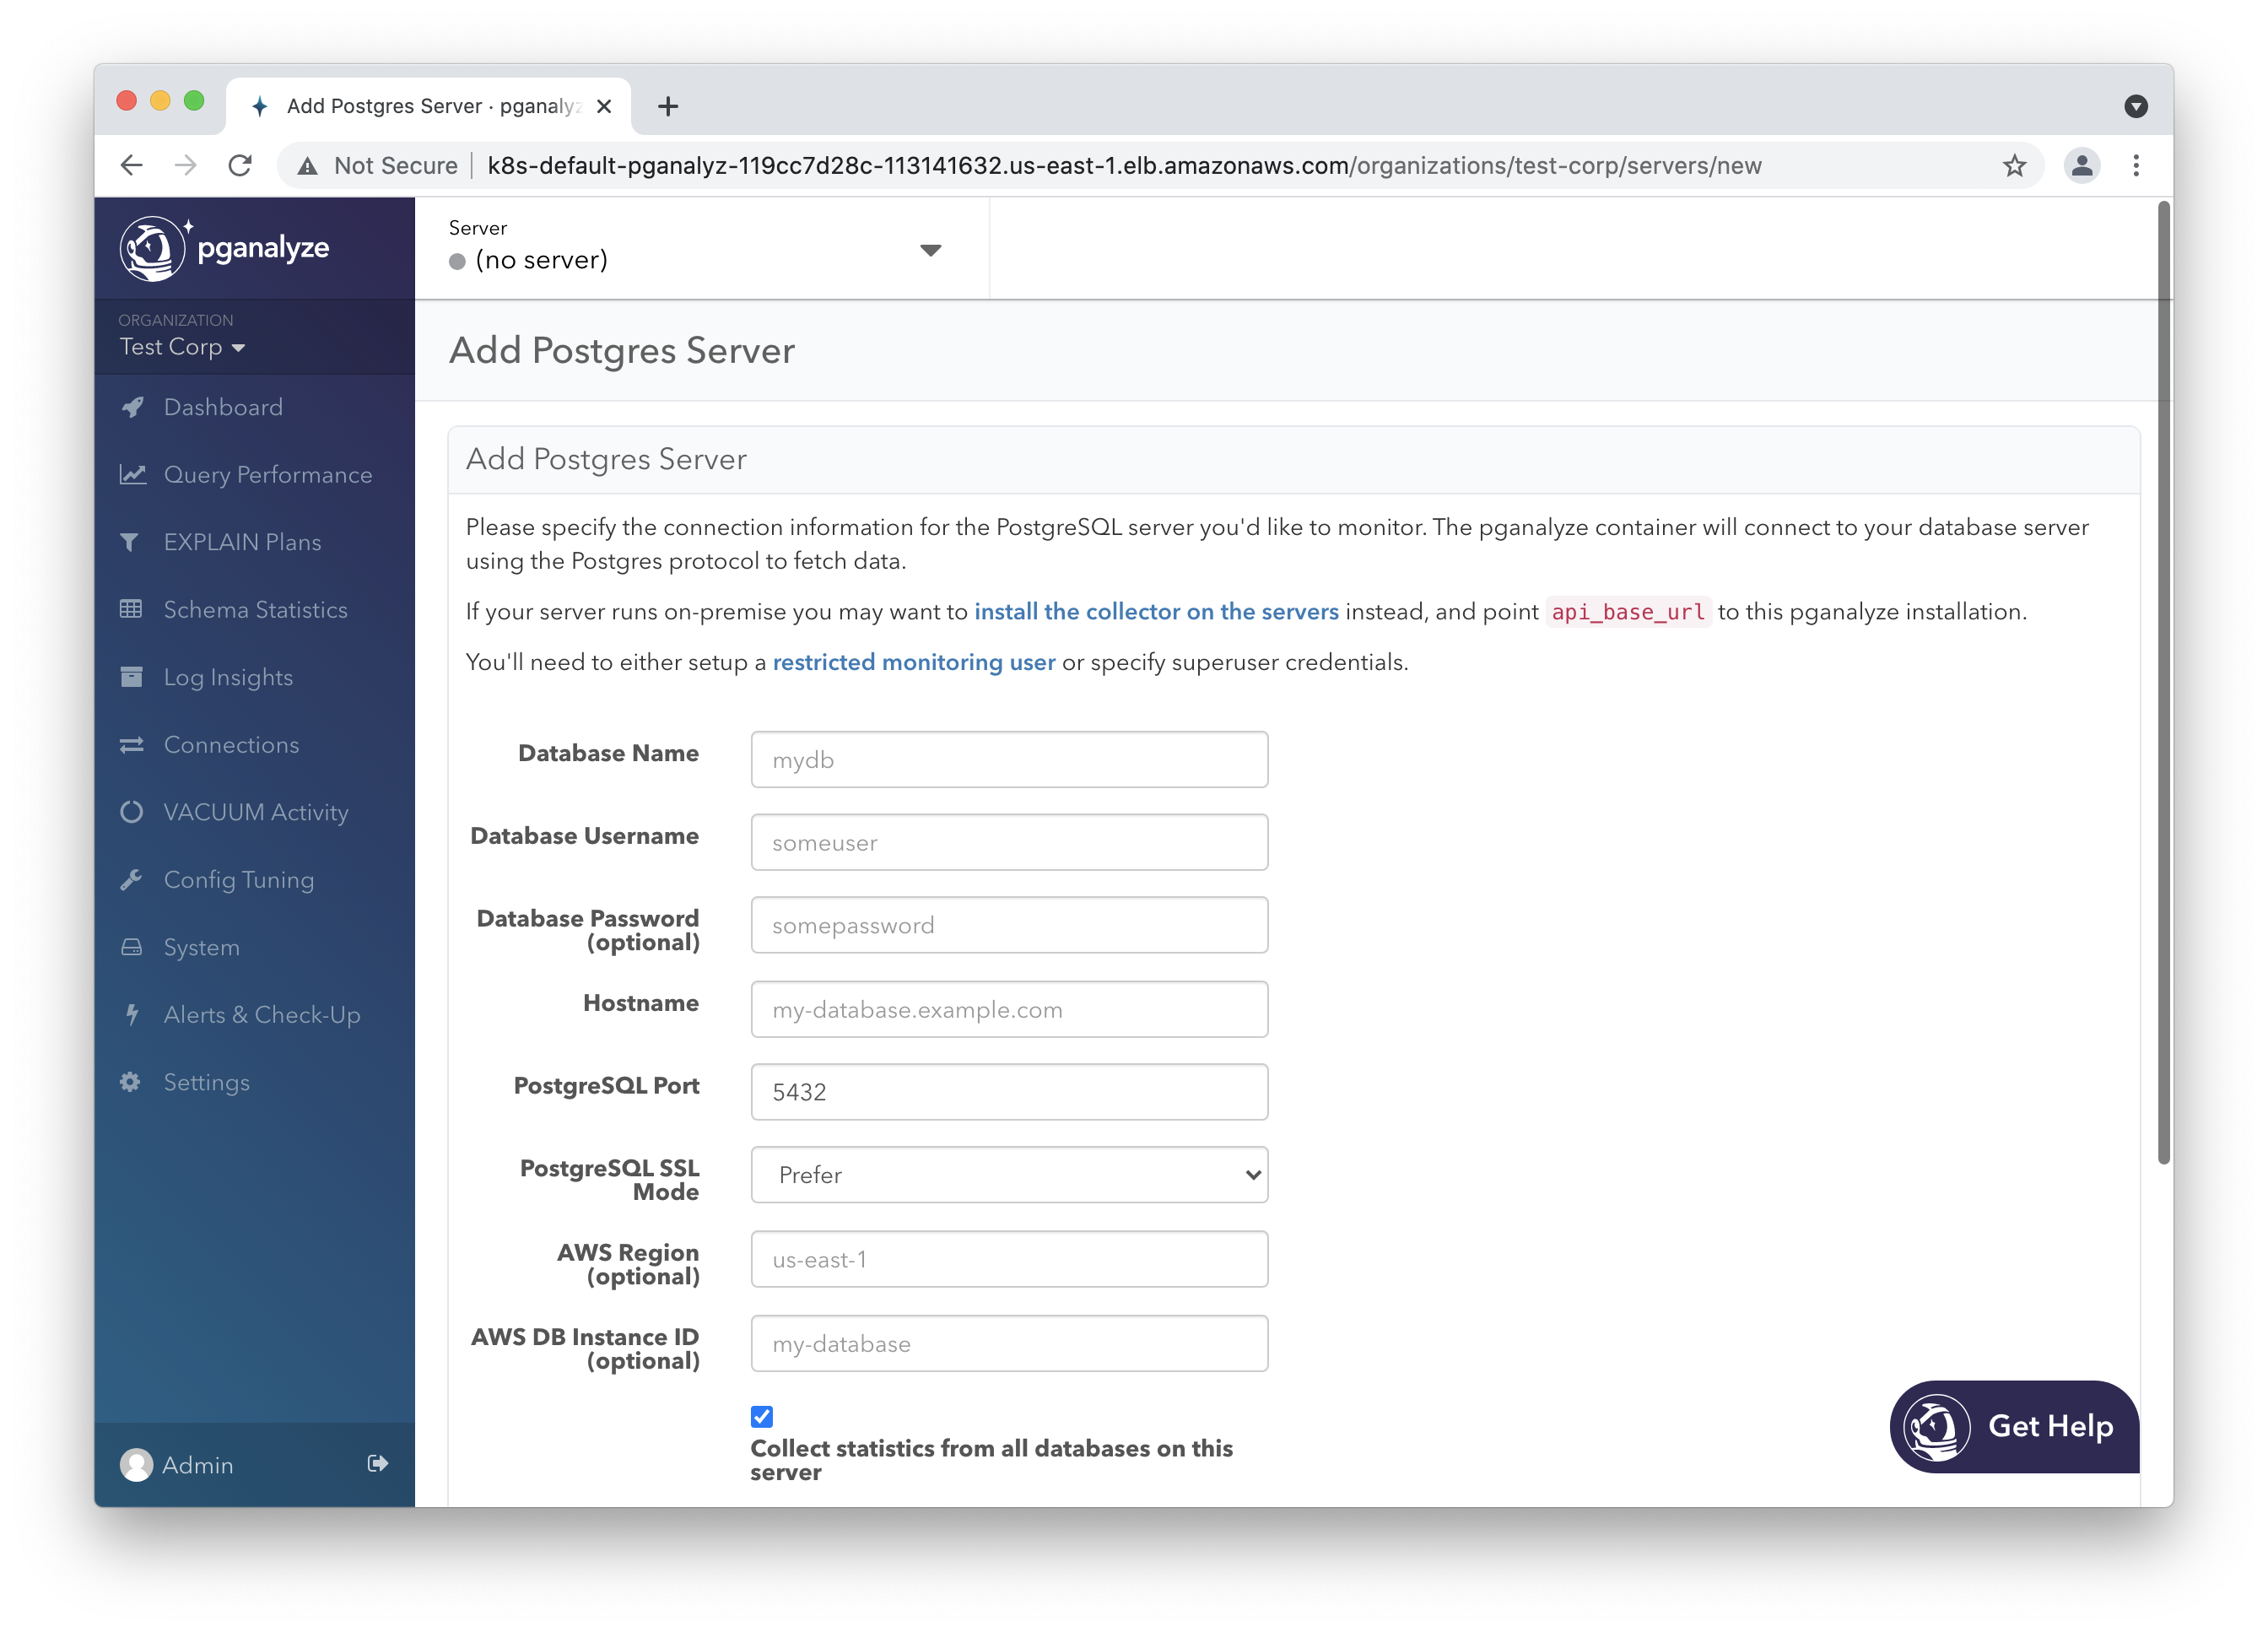 Add Postgres Server · pganalyz
Not Secure
k8s-default-pganalyz-119cc7d28c-113141632.us-east-1.elb.amazonaws.com/organizations/test-corp/servers/new
pganalyze
Server
(no server)
ORGANIZATION
Test Corp
Dashboard
Query Performance
EXPLAIN Plans
Schema Statistics
Log Insights
Connections
VACUUM Activity
Config Tuning
System
Alerts & Check-Up
Settings
Admin
Add Postgres Server
Add Postgres Server
Please specify the connection information for the PostgreSQL server you'd like to monitor. The pganalyze container will connect to your database server
using the Postgres protocol to fetch data.
If your server runs on-premise you may want to install the collector on the servers instead, and point api_base_url to this pganalyze installation.
You'll need to either setup a restricted monitoring user or specify superuser credentials.
Database Name
mydb
Database Username
someuser
Database Password
(optional)
somepassword
Hostname
my-database.example.com
PostgreSQL Port
5432
PostgreSQL SSL
Mode
Prefer
AWS Region
(optional)
us-east-1
AWS DB Instance ID
(optional)
my-database
Collect statistics from all databases on this
server
Get Help